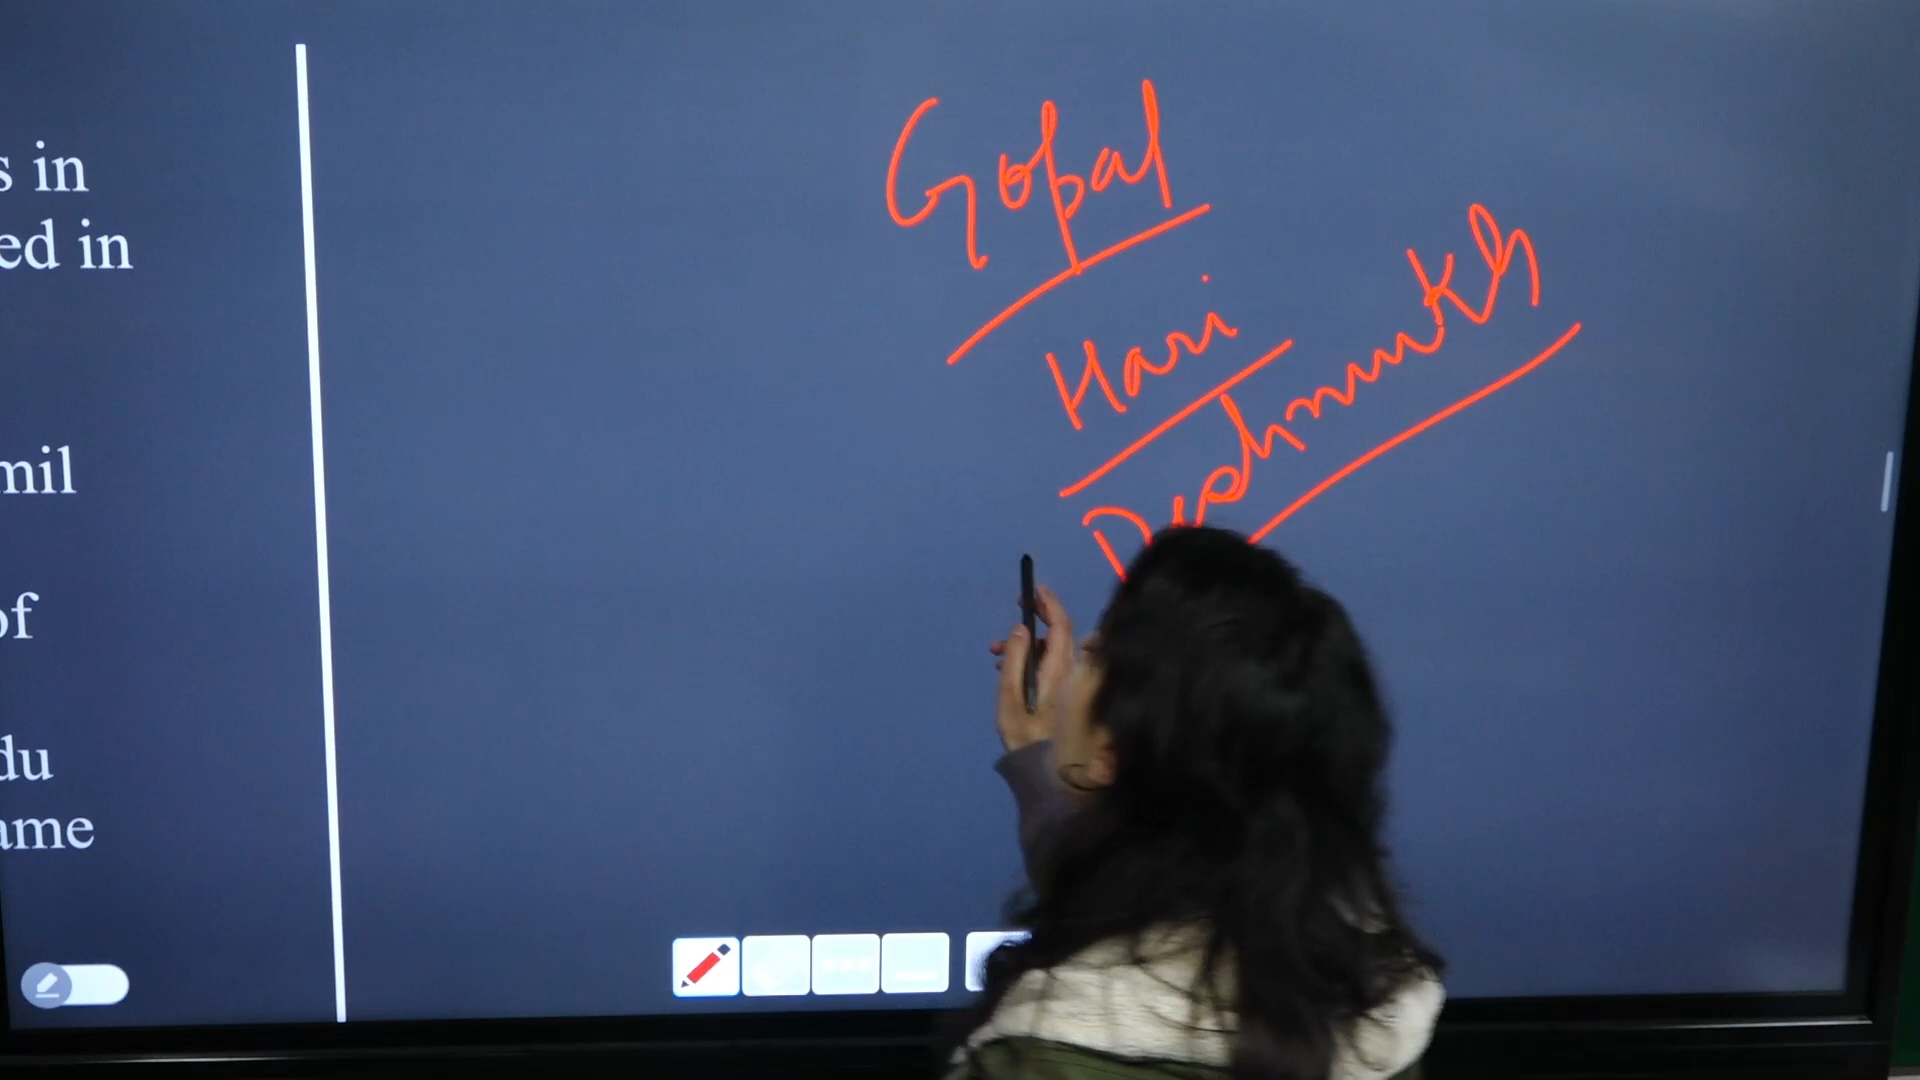 s in
ed in
mil
of
du
ame
Gopal
Hari
Deshmukh